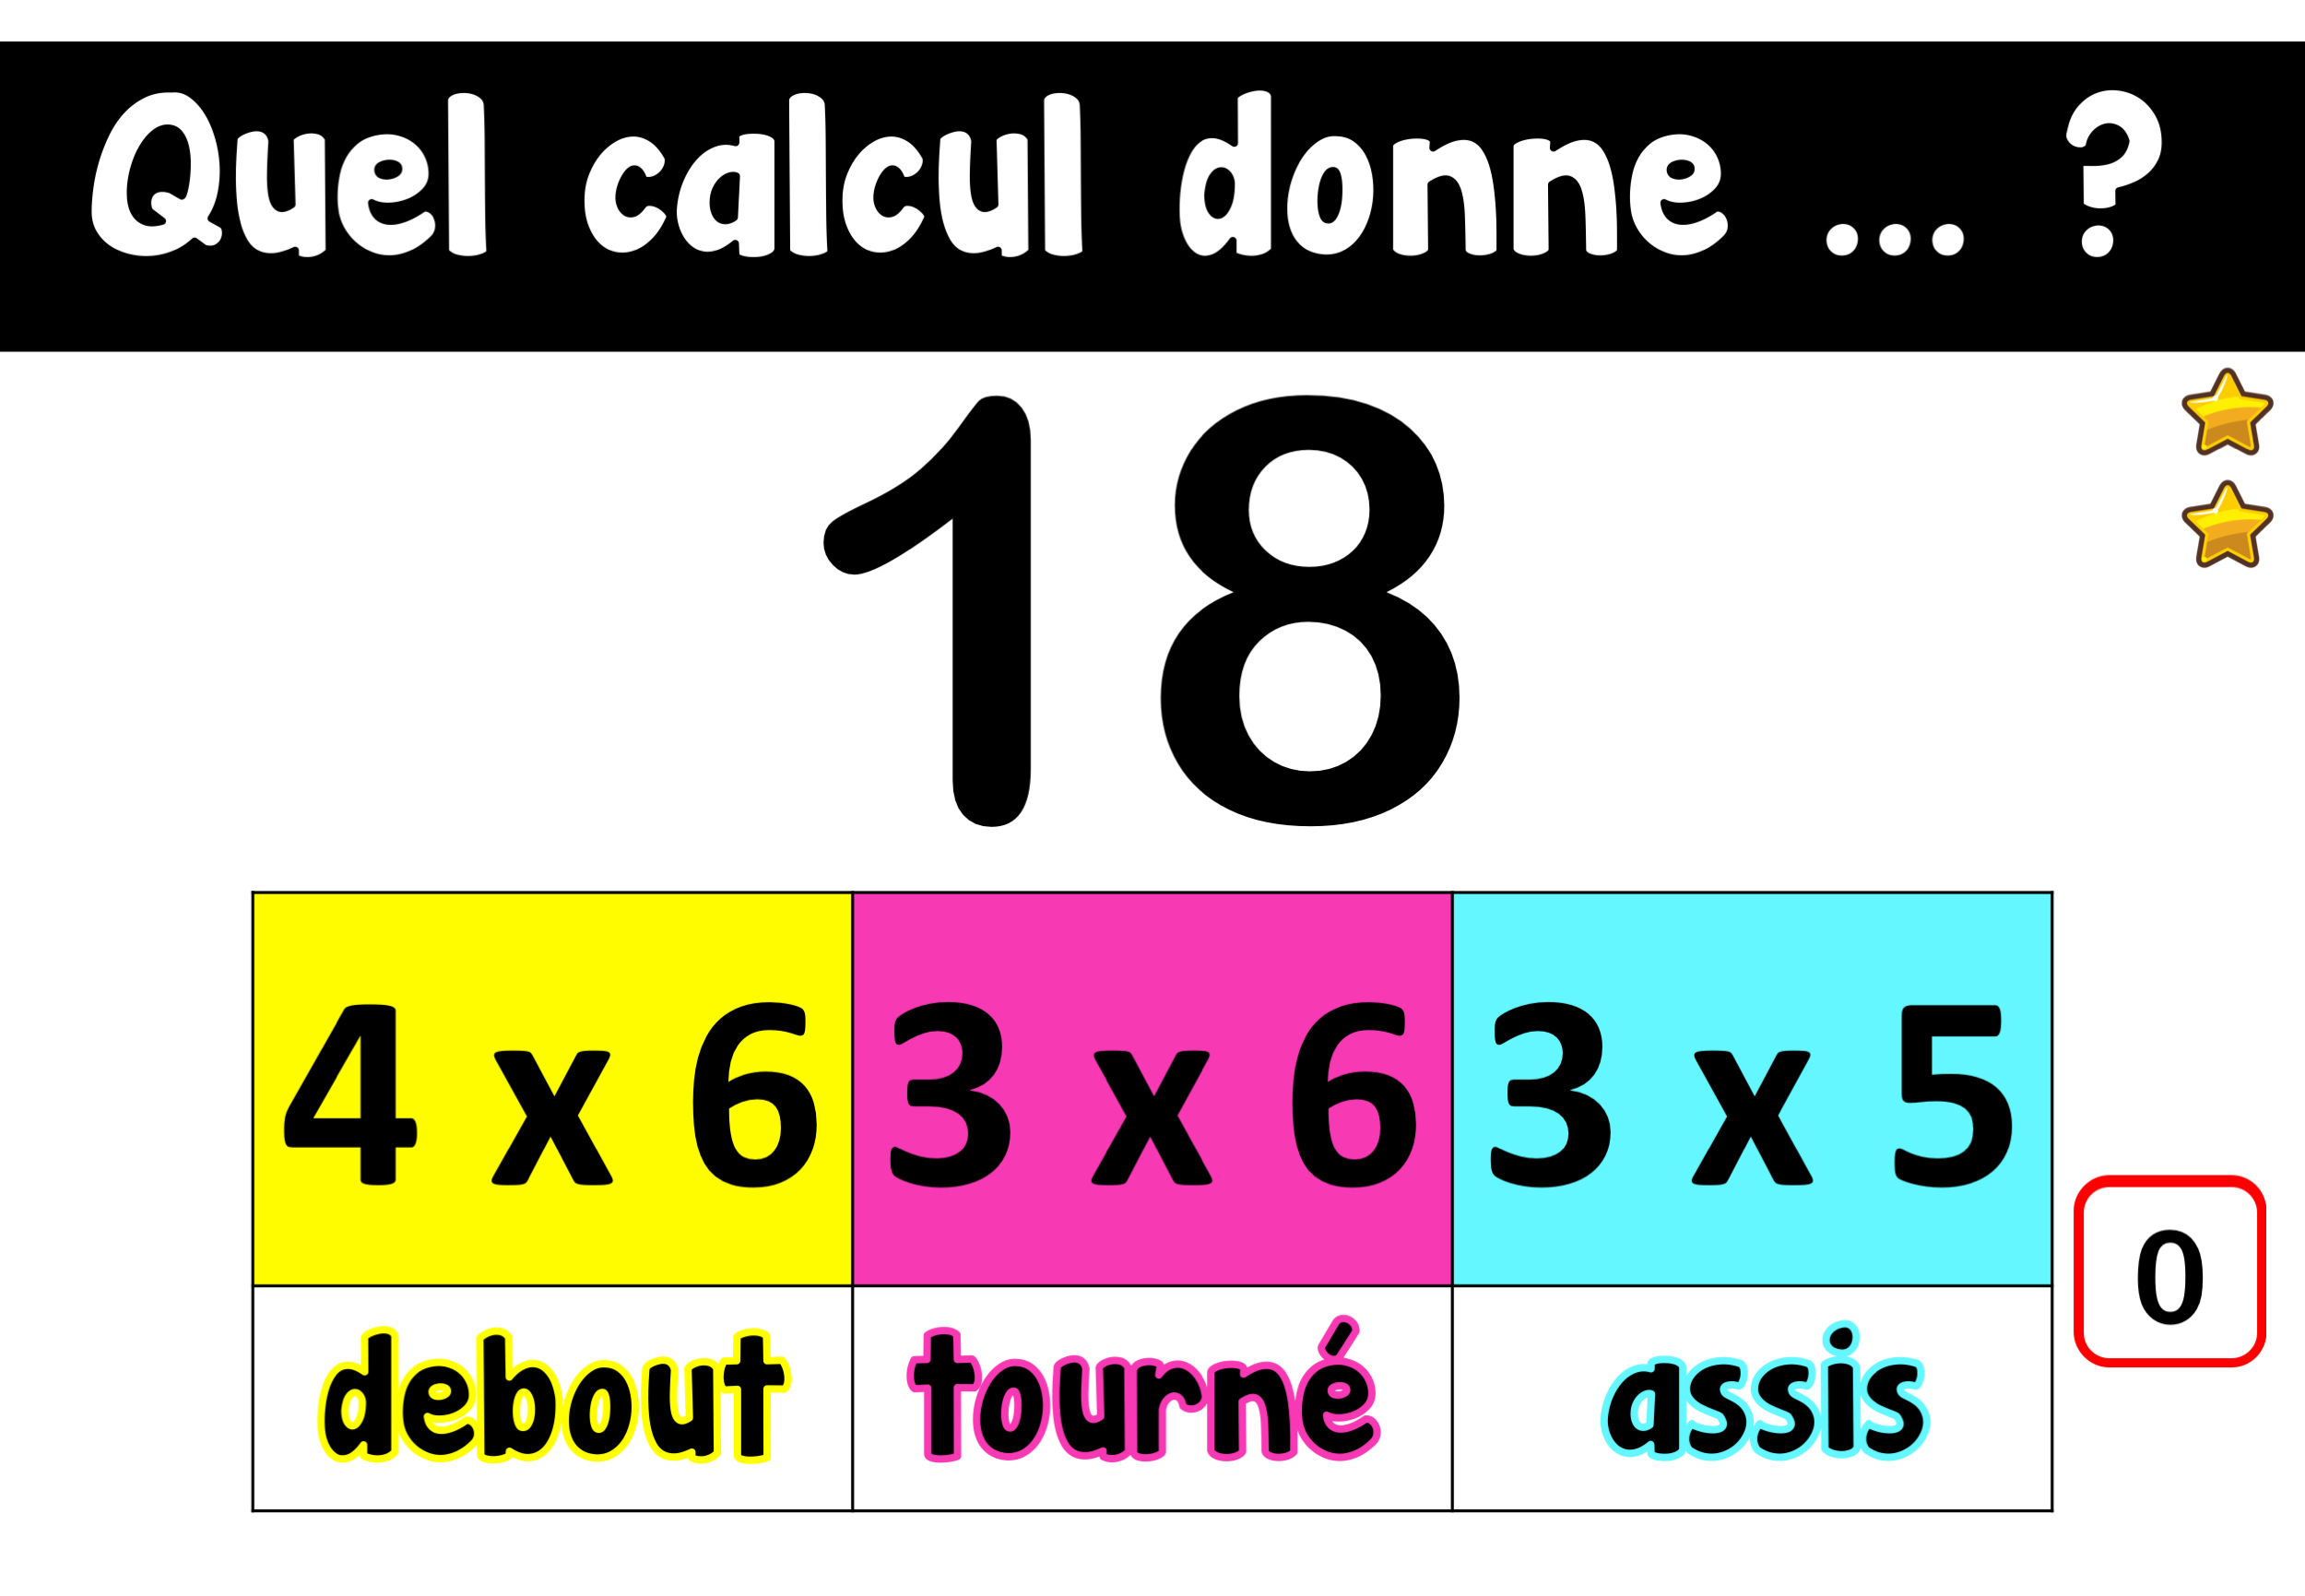 Quel calcul donne ... ?
18
4 x 6 3 x 6 3 x 5
0
debout tourné assis